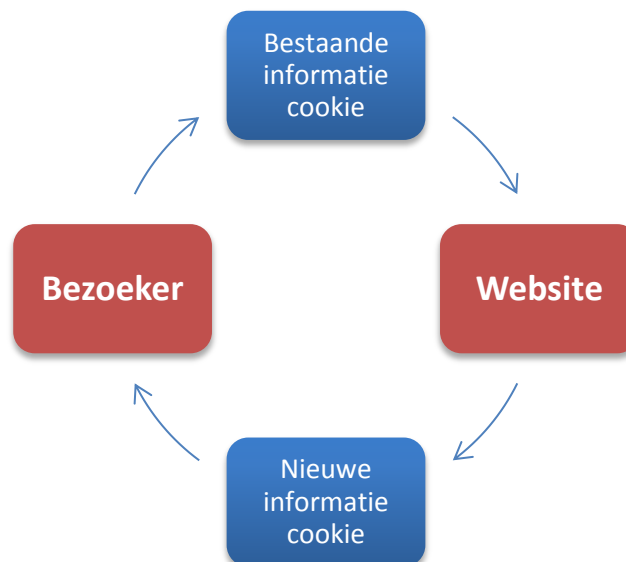 Bestaande
informatie
cookie
Bezoeker
Website
Nieuwe
informatie
cookie